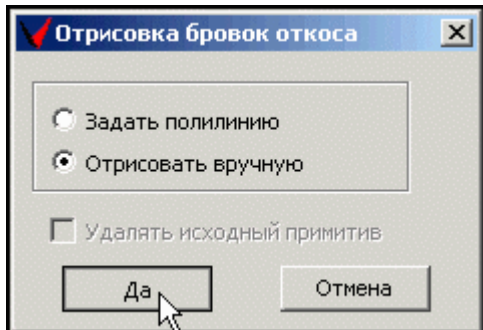 Отрисовка бровок откоса
Задать полилинию
Отрисовать вручную
Удалять исходный примитив
Да
Отмена